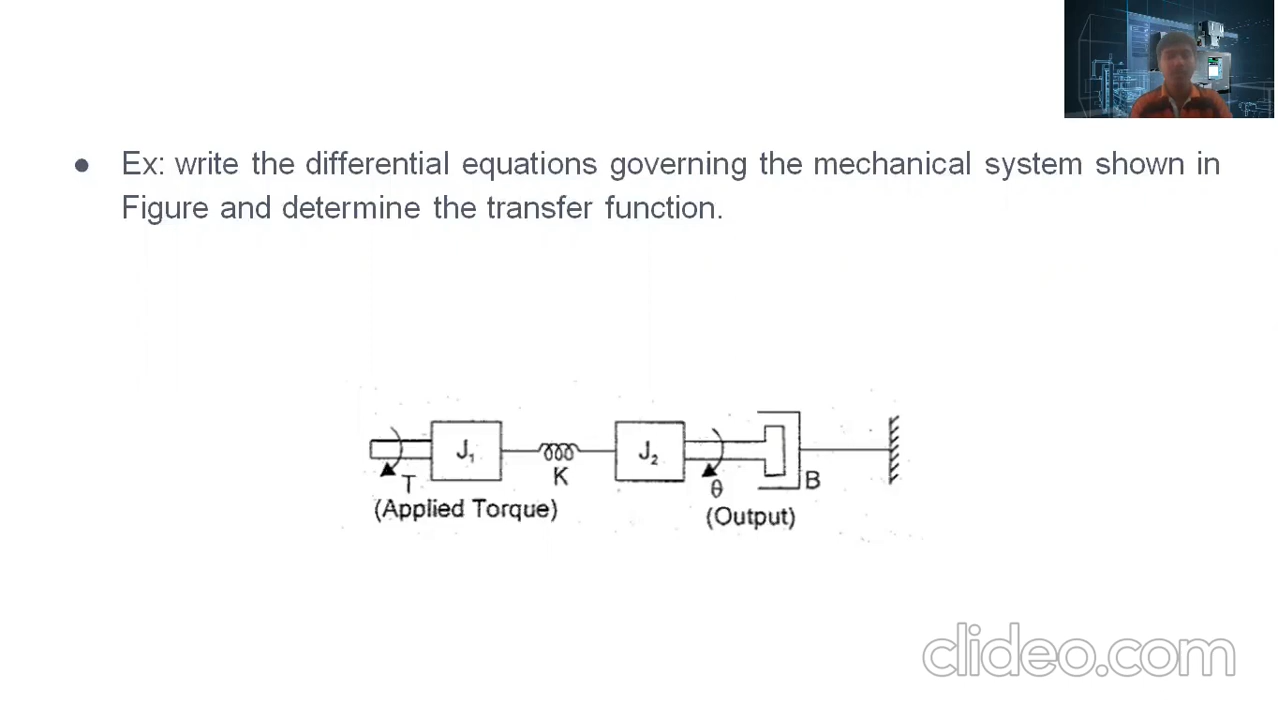 ● Ex: write the differential equations governing the mechanical system shown in
Figure and determine the transfer function.
J₁
K
J₂
T
(Applied Torque)
θ
(Output)
B
clideo.com